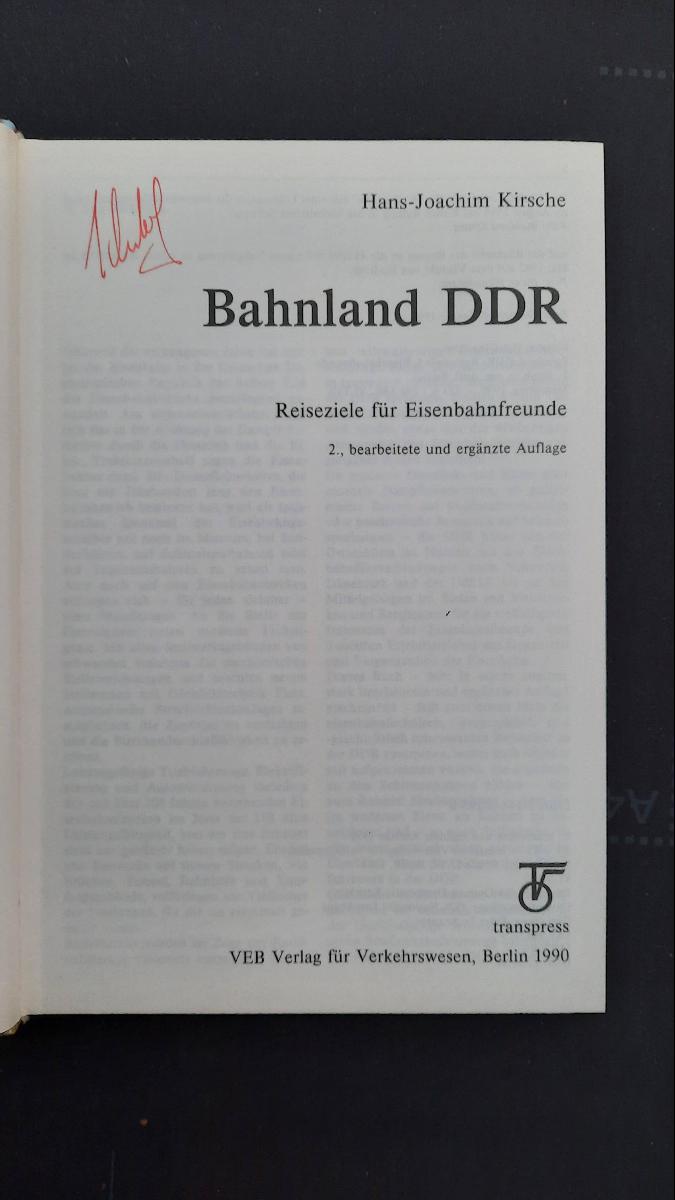 Hans-Joachim Kirsche
Bahnland DDR
Reiseziele für Eisenbahnfreunde
2., bearbeitete und ergänzte Auflage
transpress
VEB Verlag für Verkehrswesen, Berlin 1990
A4